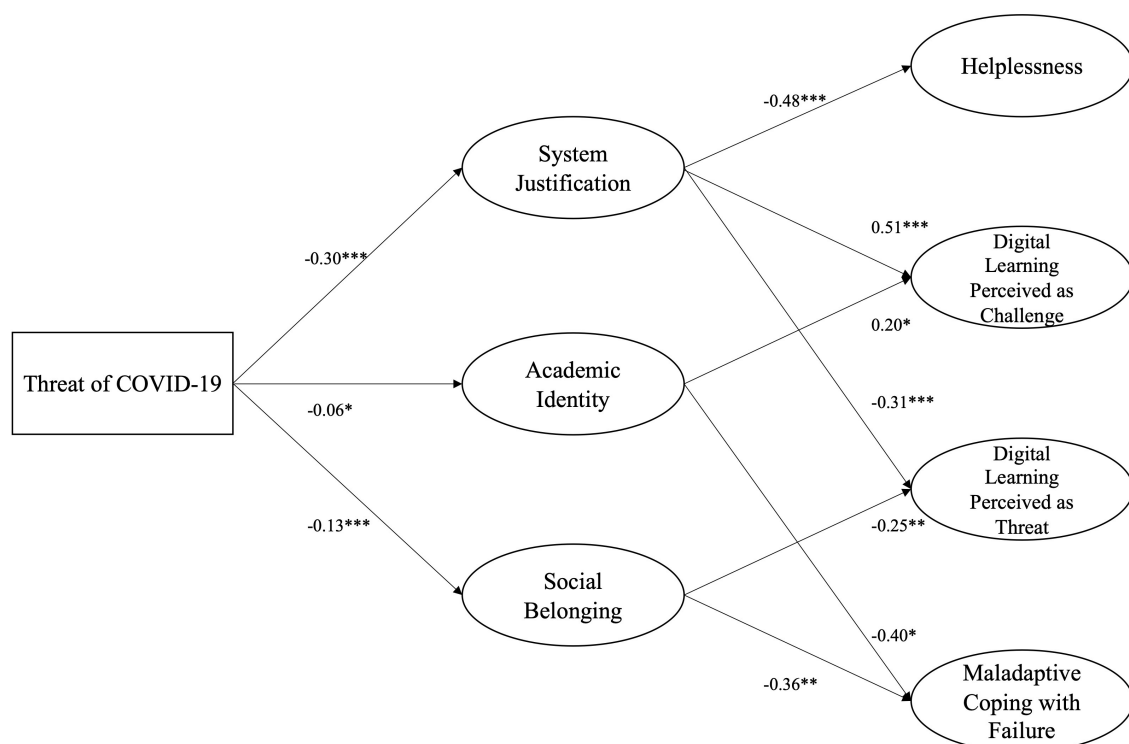 Helplessness
-0.48***
System
Justification
0.51***
Digital
Learning
Perceived as
Challenge
-0.30***
0.20*
Threat of COVID-19
Academic
Identity
-0.06*
-0.31***
Digital
Learning
Perceived as
Threat
-0.13***
-0.25**
Social
Belonging
-0.40*
-0.36**
Maladaptive
Coping with
Failure